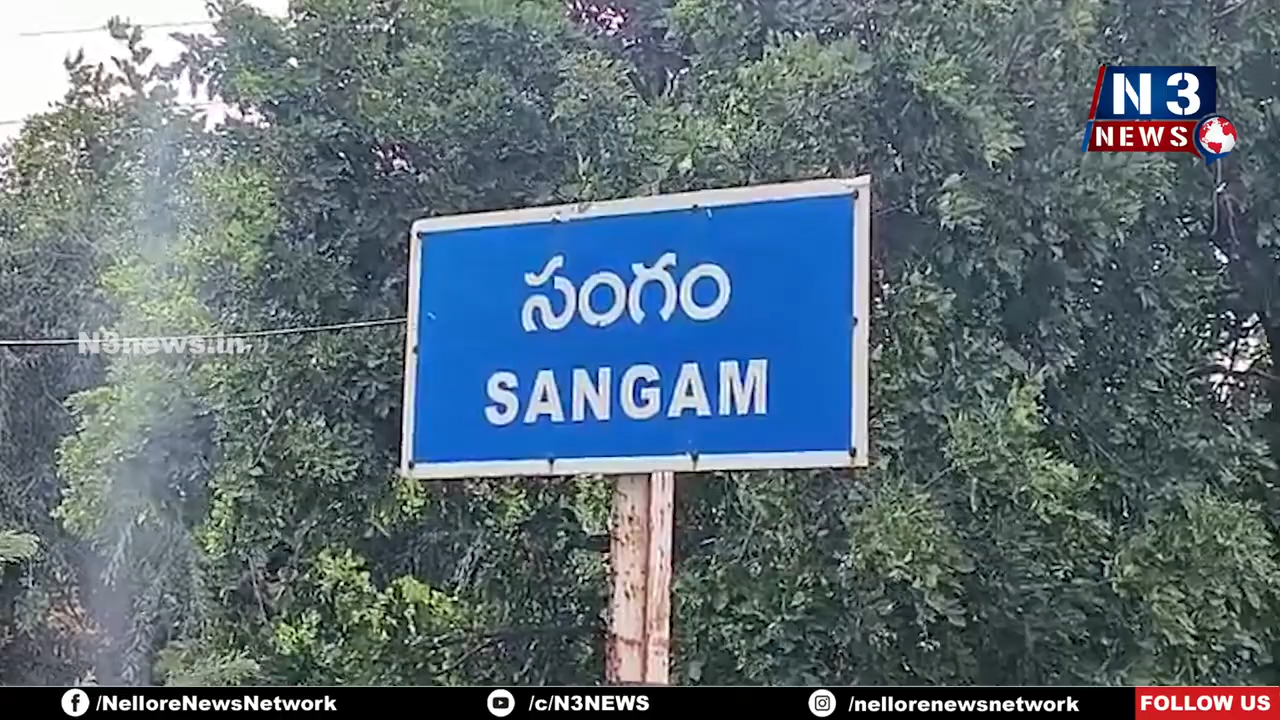 N3
NEWS
సంగం
N3news.in
SANGAM
/NelloreNewsNetwork
/c/N3NEWS
/nellorenewsnetwork
FOLLOW US